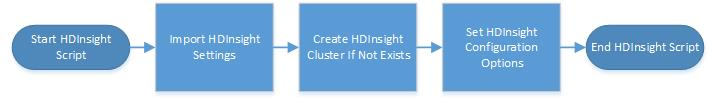 Start HDInsight
Script
Import HDInsight
Settings
Create HDInsight
Cluster If Not Exists
Set HDInsight
Configuration
Options
End HDInsight Script